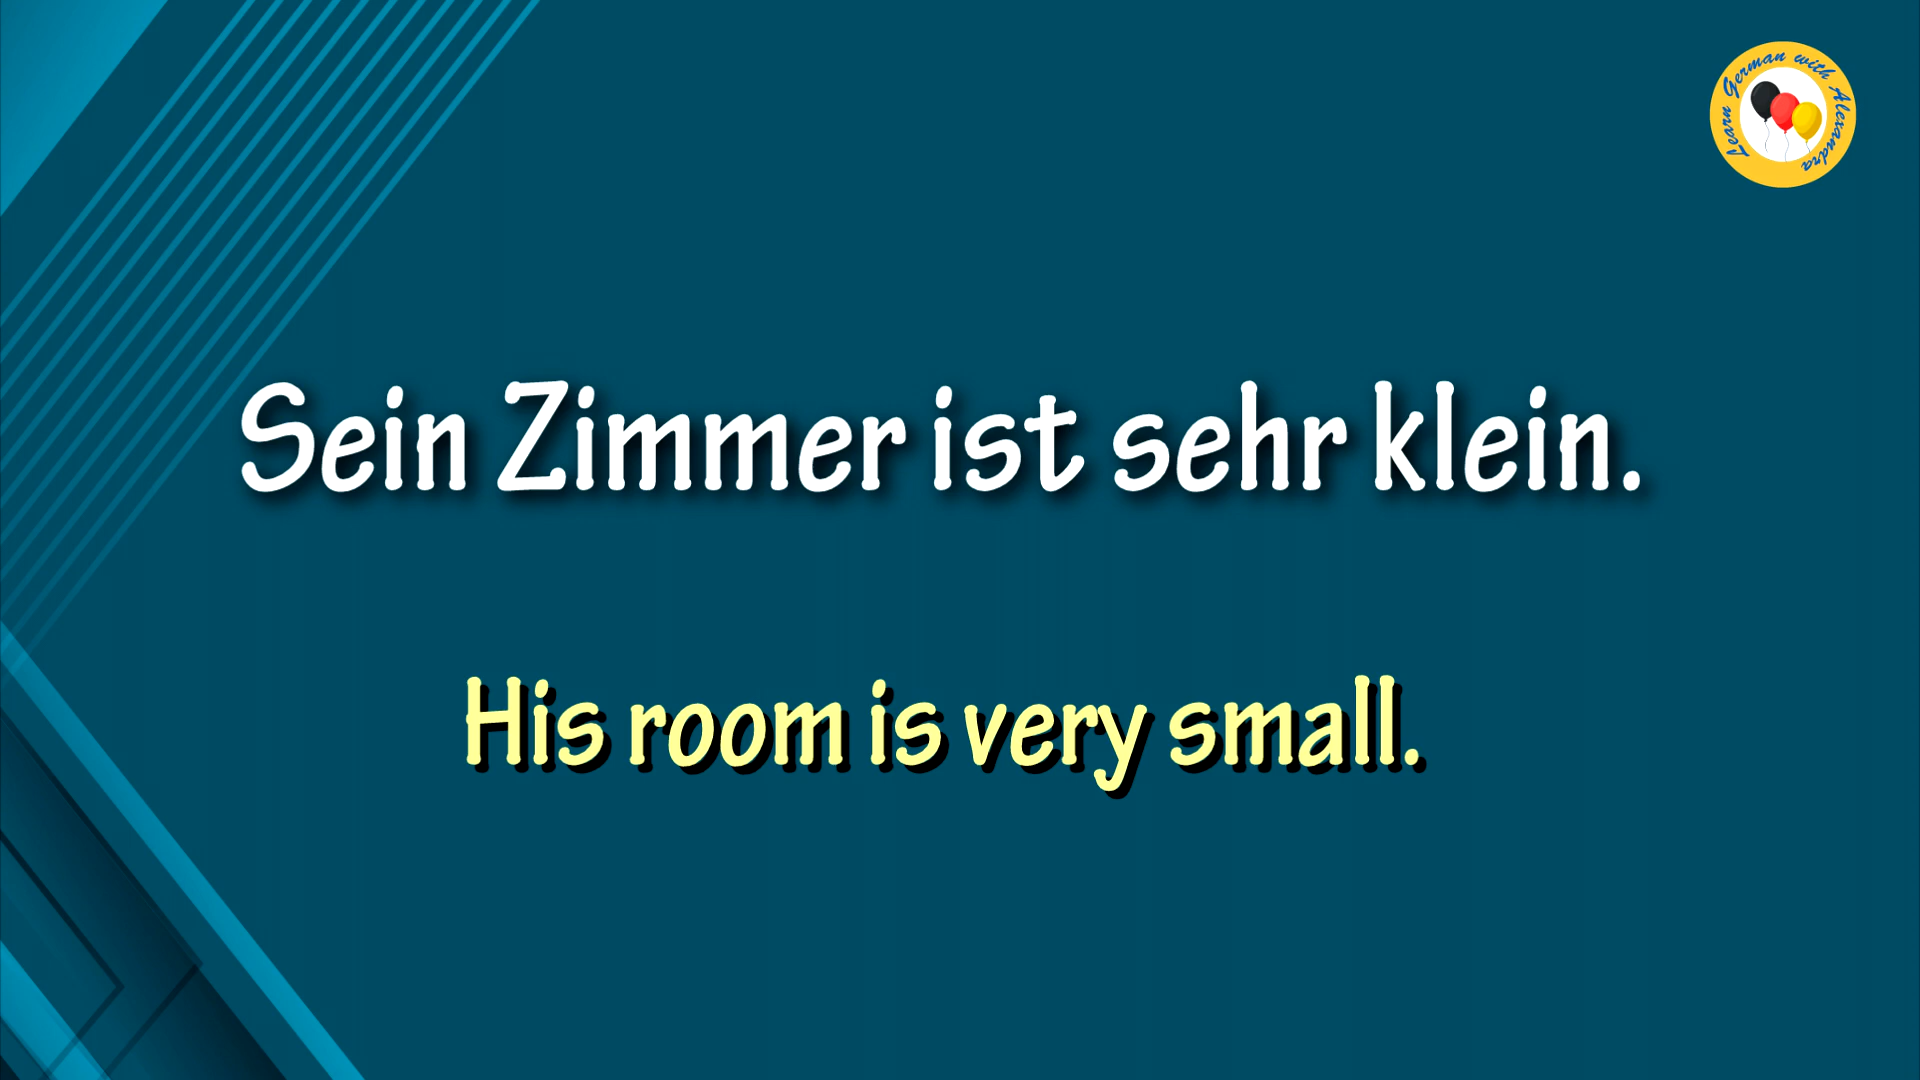 Learn German with Alexandra
Sein Zimmer ist sehr klein.
His room is very small.